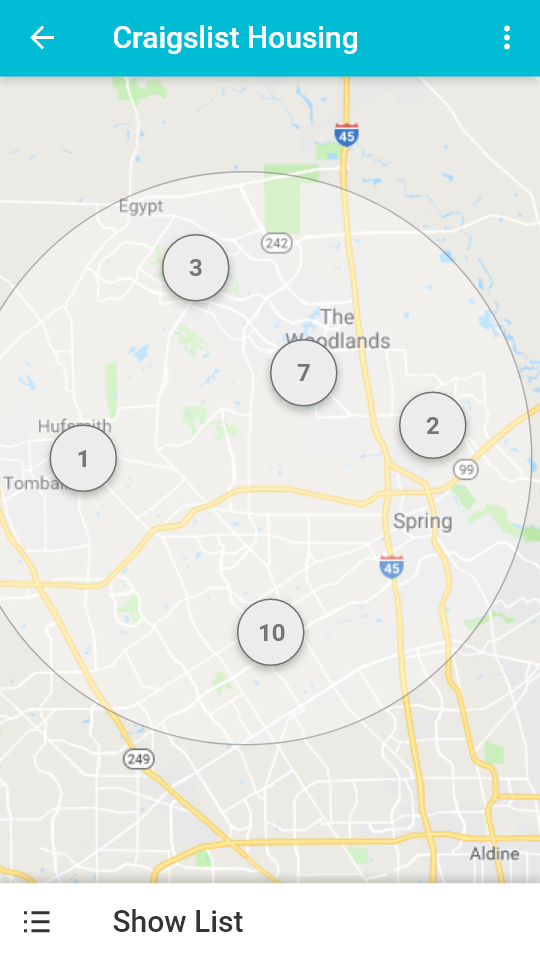 Craigslist Housing
45
Egypt
242
3
The
Woodlands
7
2
Hufsmith
1
99
Tomball
Spring
45
10
249
Aldine
Show List